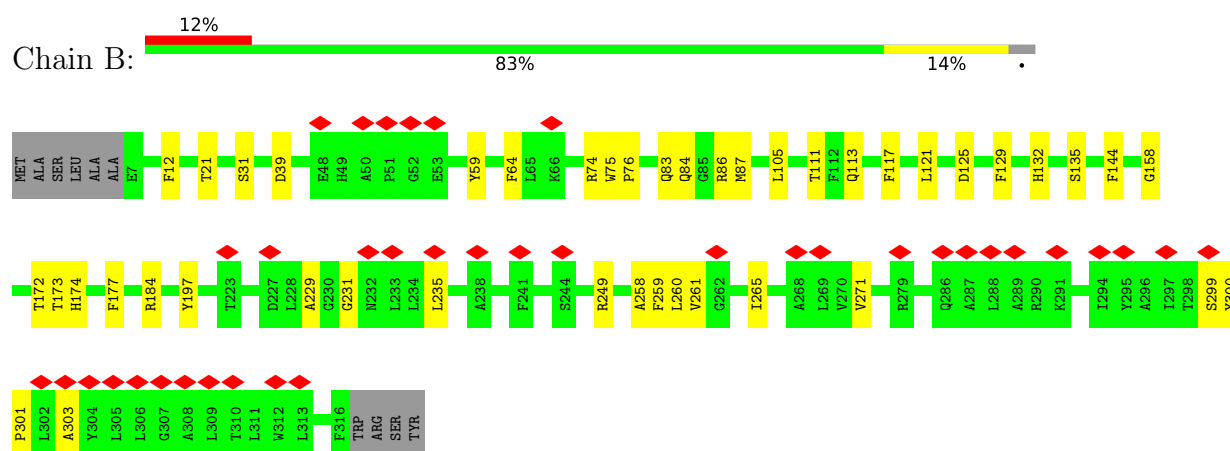 12%
Chain B:
83% 14% •
MET ALA SER LEU ALA ALA E7 F12 T21 S31 D39 E48 H49 A50 P51 G52 E53 Y59 F64 L65 K66 R74 W75 P76 Q83 Q84 G85 R86 M87 L105 T111 F112 Q113 F117 L121 D125 F129 H132 S135 F144 G158
T172 T173 H174 F177 R184 Y197 T223 D227 L228 A229 G230 G231 N232 L233 L234 L235 A238 F241 S244 R249 A258 F259 L260 V261 G262 I265 A268 L269 V270 V271 R279 Q286 A287 L288 A289 R290 K291 I294 Y295 A296 I297 T298 S299 Y300
P301 L302 A303 Y304 L305 L306 G307 A308 L309 T310 L311 W312 L313 F316 TRP ARG SER TYR